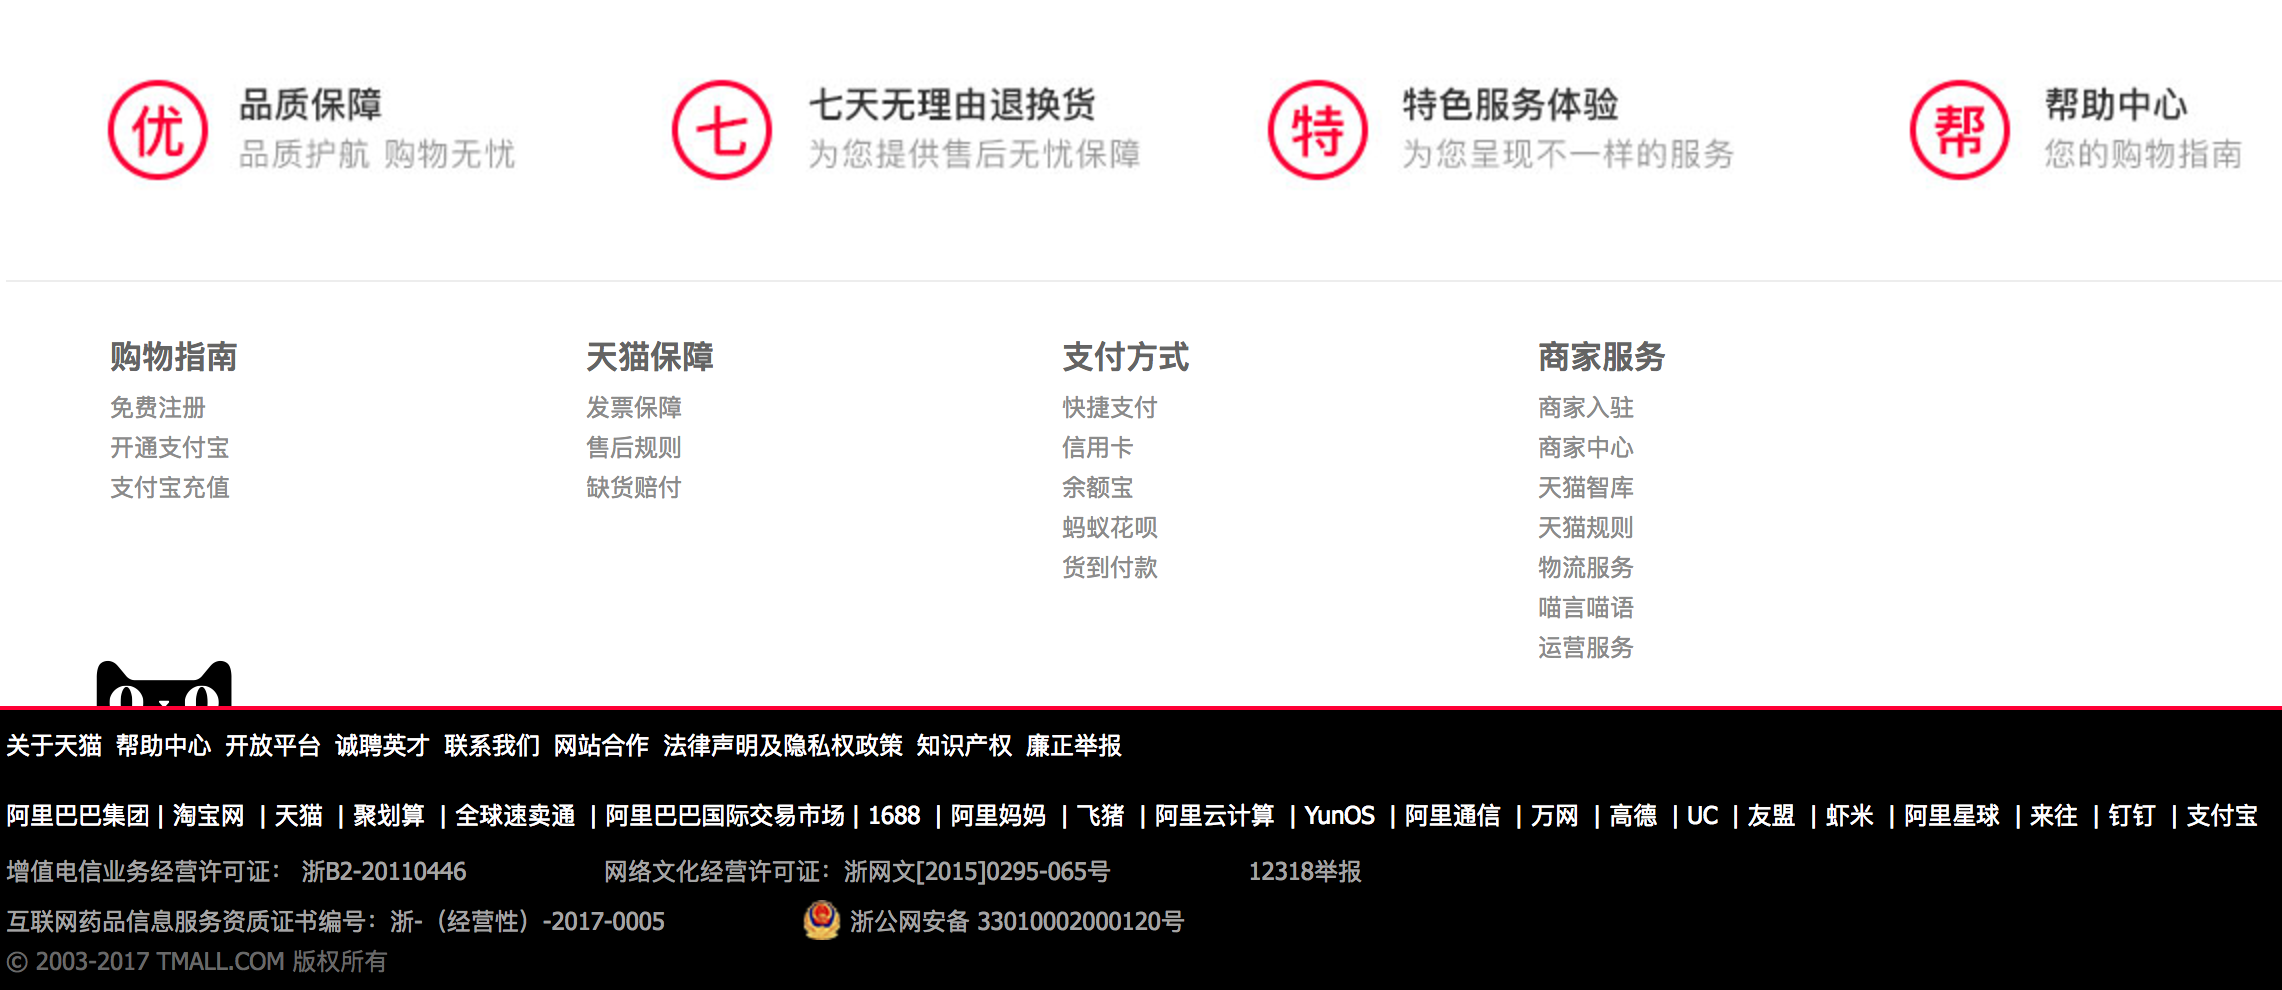 优 品质保障 七 七天无理由退换货 特 特色服务体验 帮 帮助中心
品质护航 购物无忧 为您提供售后无忧保障 为您呈现不一样的服务 您的购物指南
购物指南 天猫保障 支付方式 商家服务
免费注册 发票保障 快捷支付 商家入驻
开通支付宝 售后规则 信用卡 商家中心
支付宝充值 缺货赔付 余额宝 天猫智库
蚂蚁花呗 天猫规则
货到付款 物流服务
喵言喵语
运营服务
关于天猫 帮助中心 开放平台 诚聘英才 联系我们 网站合作 法律声明及隐私权政策 知识产权 廉正举报
阿里巴巴集团 | 淘宝网 | 天猫 | 聚划算 | 全球速卖通 | 阿里巴巴国际交易市场 | 1688 | 阿里妈妈 | 飞猪 | 阿里云计算 | YunOS | 阿里通信 | 万网 | 高德 | UC | 友盟 | 虾米 | 阿里星球 | 来往 | 钉钉 | 支付宝
增值电信业务经营许可证： 浙B2-20110446 网络文化经营许可证：浙网文[2015]0295-065号 12318举报
互联网药品信息服务资质证书编号：浙-（经营性）-2017-0005 浙公网安备 33010002000120号
© 2003-2017 TMALL.COM 版权所有